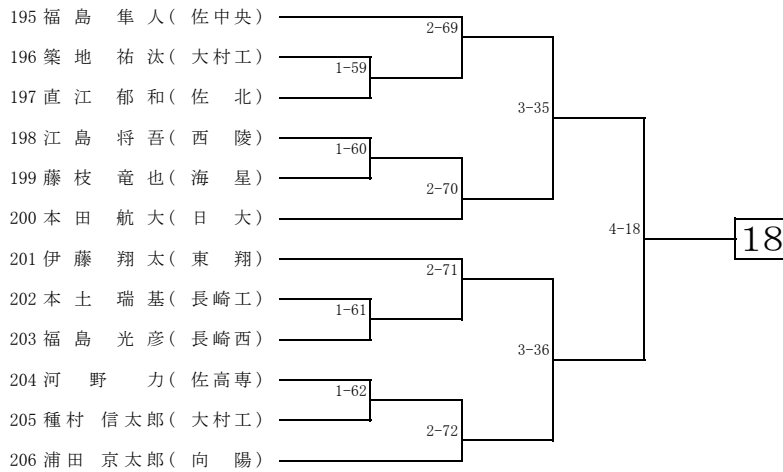 195 福島 隼人(佐中央)
2-69
196 築地 祐汰(大村工)
1-59
197 直江 郁和(佐北)
3-35
198 江島 将吾(西陵)
1-60
199 藤枝 竜也(海星)
2-70
200 本田 航大(日大)
4-18
18
201 伊藤 翔太(東翔)
2-71
202 本土 瑞基(長崎工)
1-61
203 福島 光彦(長崎西)
3-36
204 河野 力(佐高専)
1-62
205 種村 信太郎(大村工)
2-72
206 浦田 京太郎(向陽)